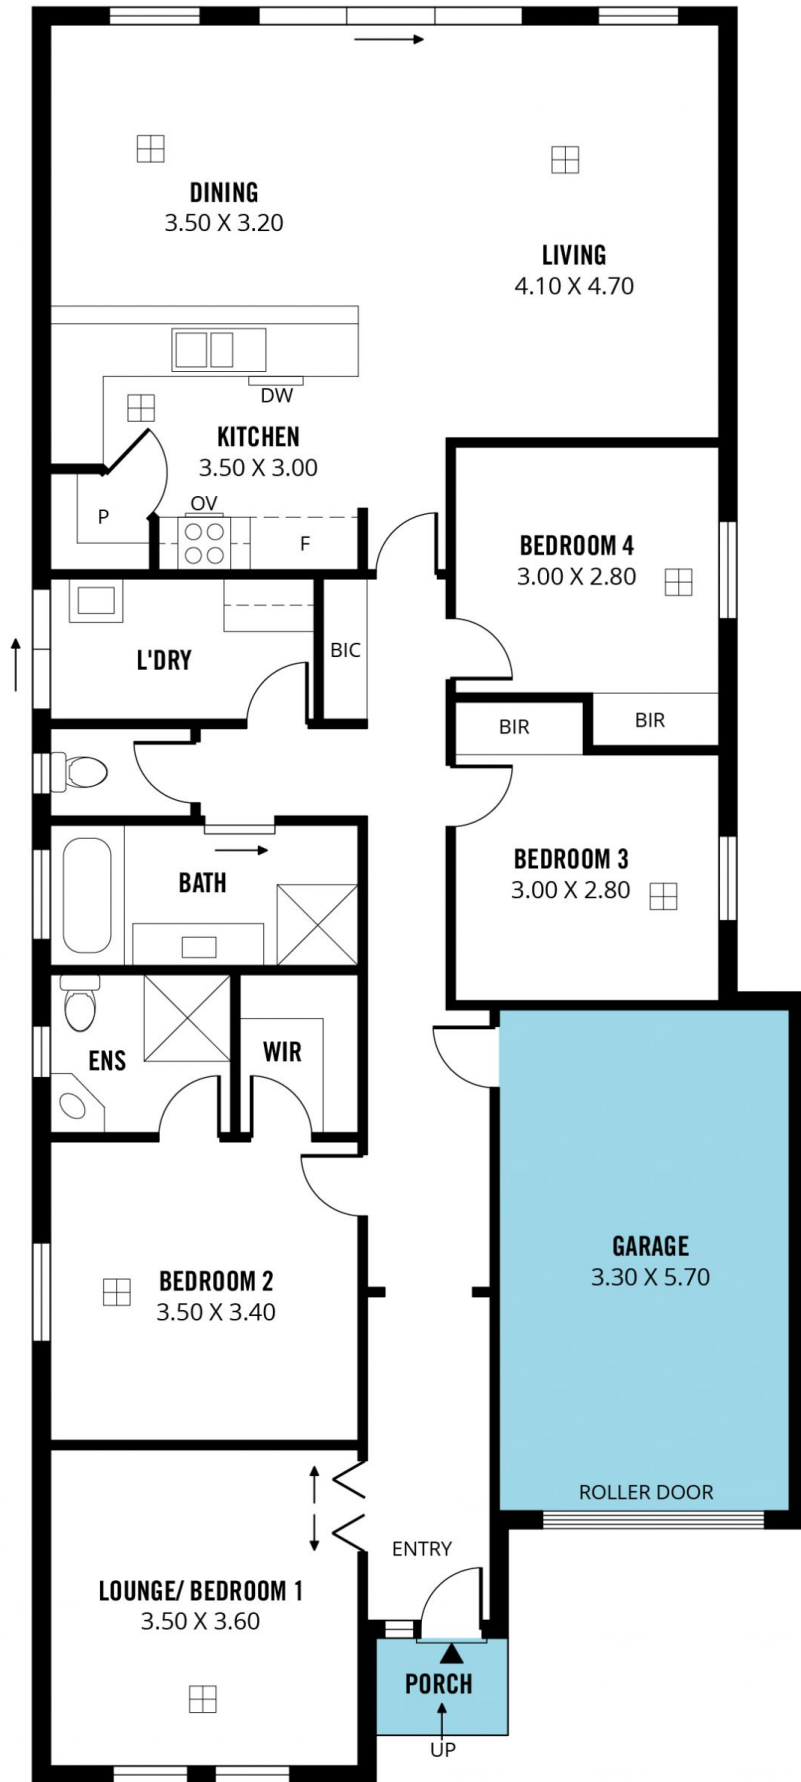 DINING
3.50 X 3.20
LIVING
4.10 X 4.70
DW
KITCHEN
3.50 X 3.00
OV
P
F
BEDROOM 4
3.00 X 2.80
L'DRY
BIC
BIR
BIR
BEDROOM 3
3.00 X 2.80
BATH
ENS
WIR
GARAGE
3.30 X 5.70
BEDROOM 2
3.50 X 3.40
ROLLER DOOR
ENTRY
LOUNGE/ BEDROOM 1
3.50 X 3.60
PORCH
UP